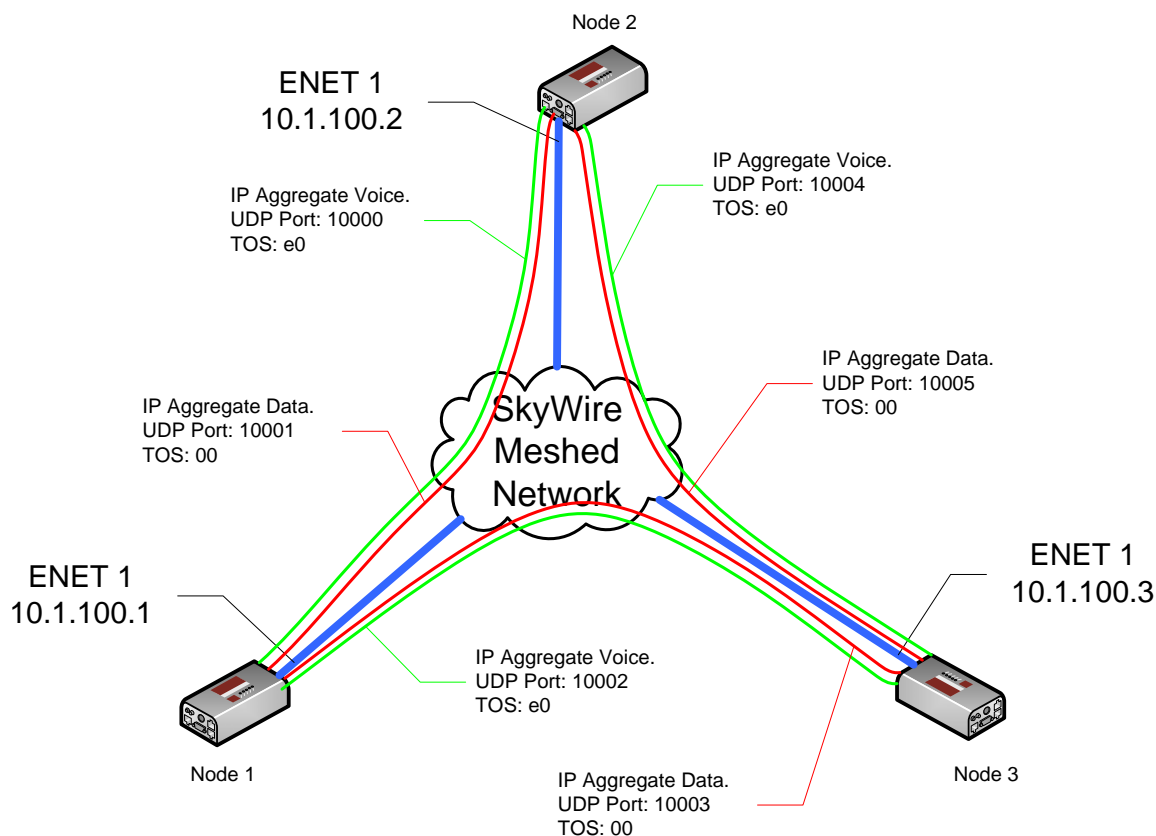 Node 2
ENET 1
10.1.100.2
IP Aggregate Voice.
UDP Port: 10004
TOS: e0
IP Aggregate Voice.
UDP Port: 10000
TOS: e0
IP Aggregate Data.
UDP Port: 10005
TOS: 00
IP Aggregate Data.
UDP Port: 10001
TOS: 00
SkyWire
Meshed
Network
ENET 1
10.1.100.3
ENET 1
10.1.100.1
IP Aggregate Voice.
UDP Port: 10002
TOS: e0
Node 1
Node 3
IP Aggregate Data.
UDP Port: 10003
TOS: 00